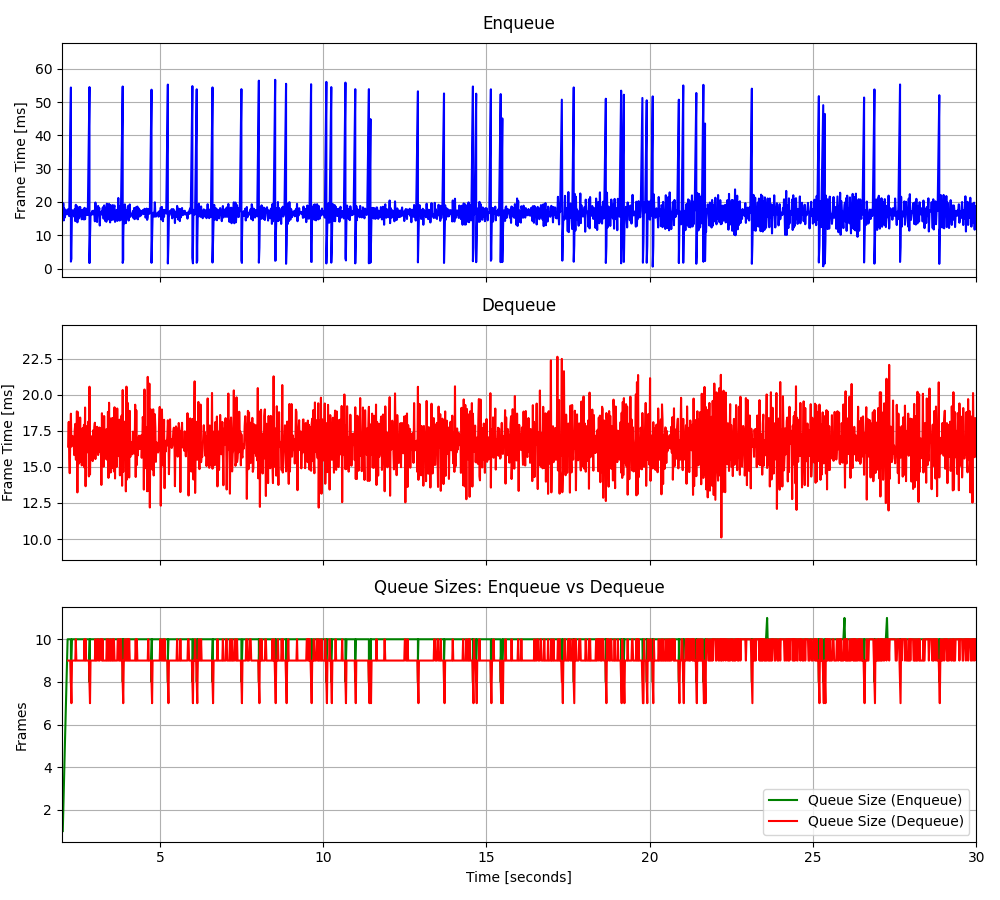 Enqueue
Frame Time [ms]
60
50
40
30
20
10
0
Dequeue
Frame Time [ms]
22.5
20.0
17.5
15.0
12.5
10.0
Queue Sizes: Enqueue vs Dequeue
Frames
10
8
6
4
2
Queue Size (Enqueue)
Queue Size (Dequeue)
5 10 15 20 25 30
Time [seconds]